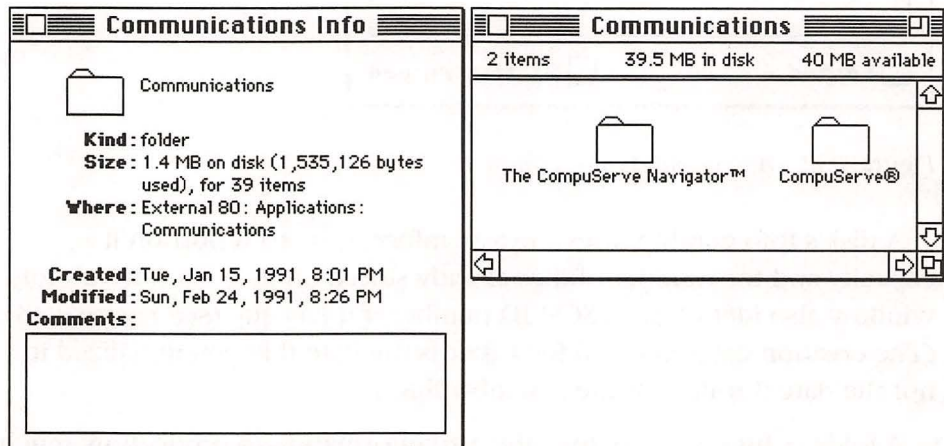 Communications Info
Communications
Kind: folder
Size: 1.4 MB on disk (1,535,126 bytes
used), for 39 items
Where: External 80: Applications:
Communications
Created: Tue, Jan 15, 1991, 8:01 PM
Modified: Sun, Feb 24, 1991, 8:26 PM
Comments:
Communications
2 items 39.5 MB in disk 40 MB available
The CompuServe Navigator™ CompuServe®